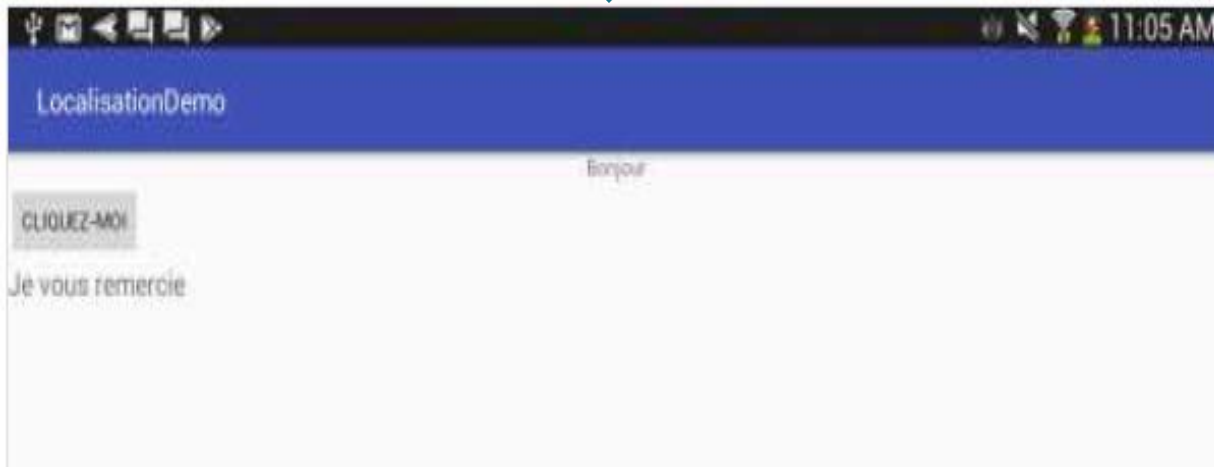 11:05 AM
LocalisationDemo
Bonjour
CLIQUEZ-MOI
Je vous remercie